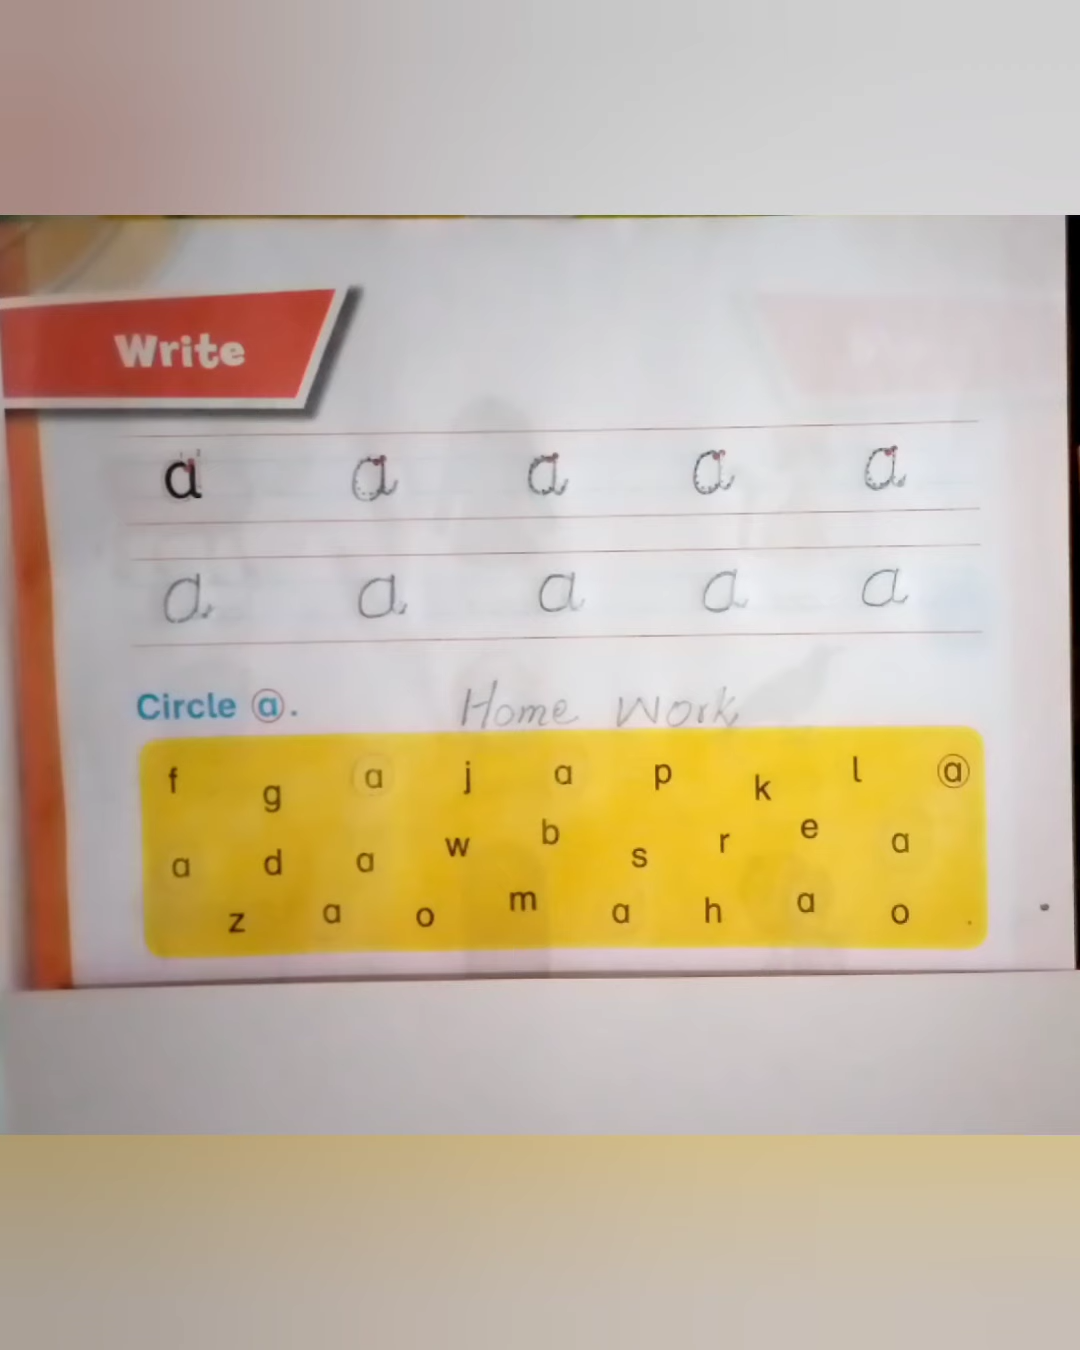 Write
a a a a a
a a a a a
Circle a. Home Work
f g a j a p k l a
a d a w b s r e a
z a o m a h a o